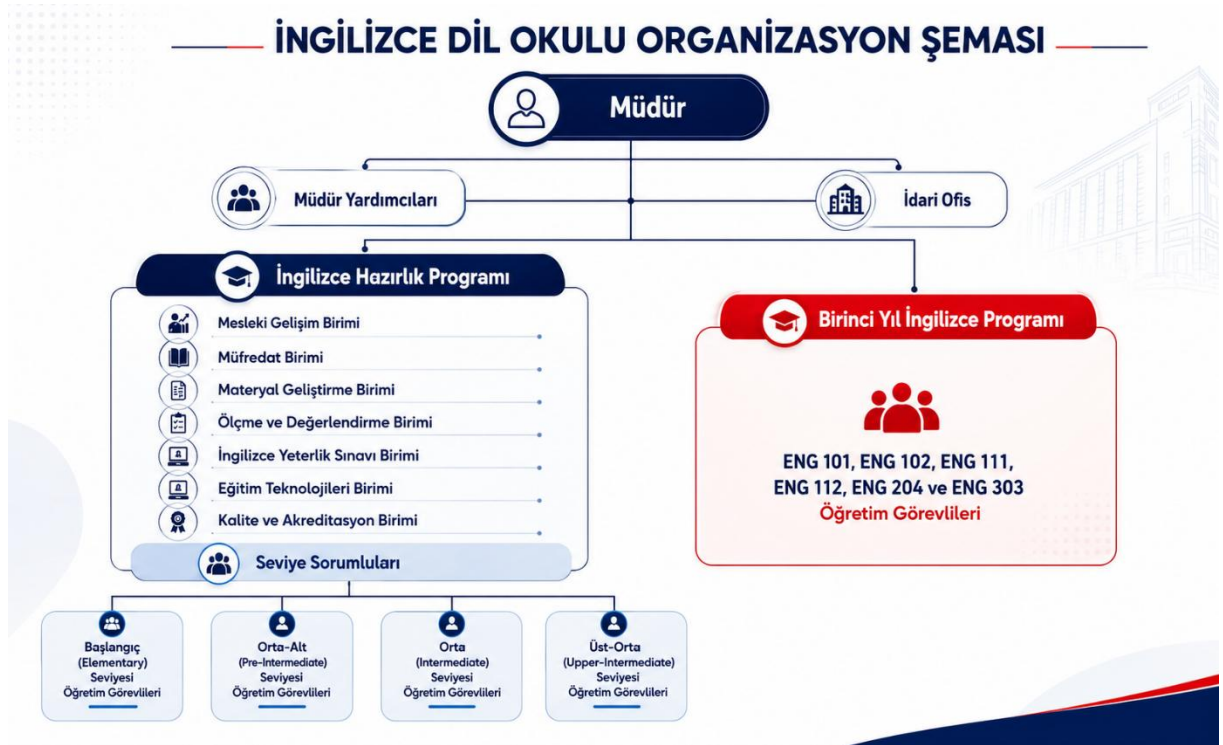 İNGİLİZCE DİL OKULU ORGANİZASYON ŞEMASI
Müdür
Müdür Yardımcıları
İdari Ofis
İngilizce Hazırlık Programı
Mesleki Gelişim Birimi
Müfredat Birimi
Materyal Geliştirme Birimi
Ölçme ve Değerlendirme Birimi
İngilizce Yeterlik Sınavı Birimi
Eğitim Teknolojileri Birimi
Kalite ve Akreditasyon Birimi
Seviye Sorumluları
Başlangıç
(Elementary)
Seviyesi
Öğretim Görevlileri
Orta-Alt
(Pre-Intermediate)
Seviyesi
Öğretim Görevlileri
Orta
(Intermediate)
Seviyesi
Öğretim Görevlileri
Üst-Orta
(Upper-Intermediate)
Seviyesi
Öğretim Görevlileri
Birinci Yıl İngilizce Programı
ENG 101, ENG 102, ENG 111,
ENG 112, ENG 204 ve ENG 303
Öğretim Görevlileri